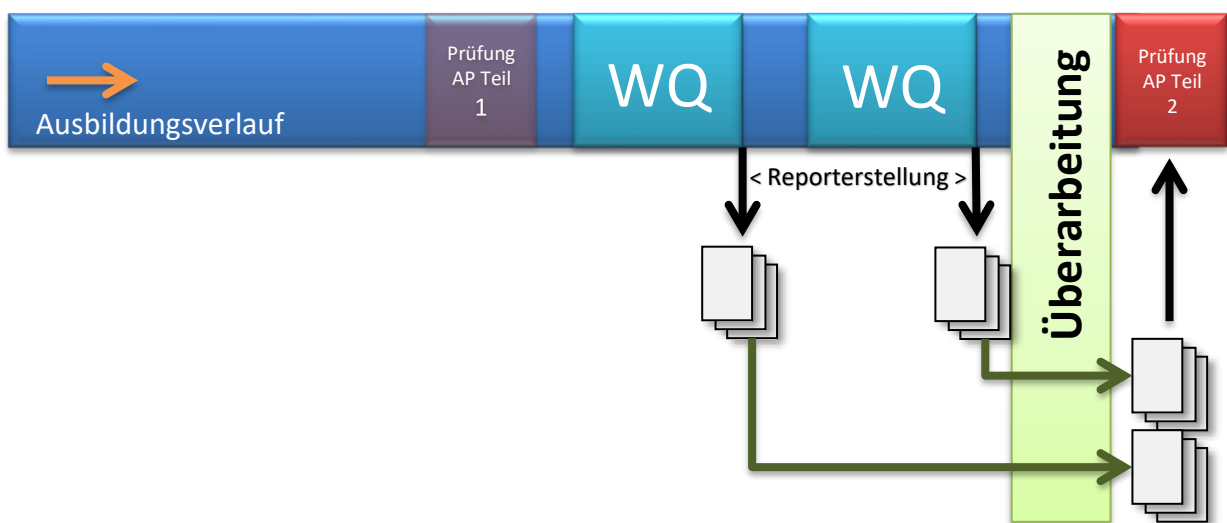 Ausbildungsverlauf
Prüfung
AP Teil
1
WQ
WQ
Überarbeitung
Prüfung
AP Teil
2
< Reporterstellung >